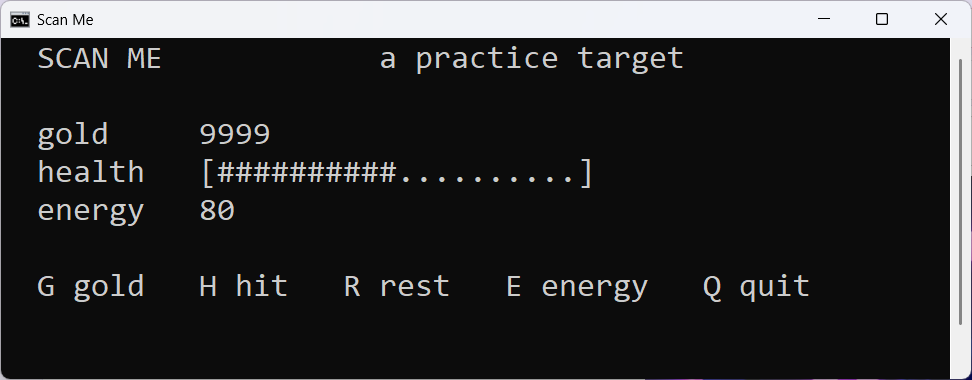 Scan Me
SCAN ME a practice target
gold 9999
health [##########..........]
energy 80
G gold H hit R rest E energy Q quit